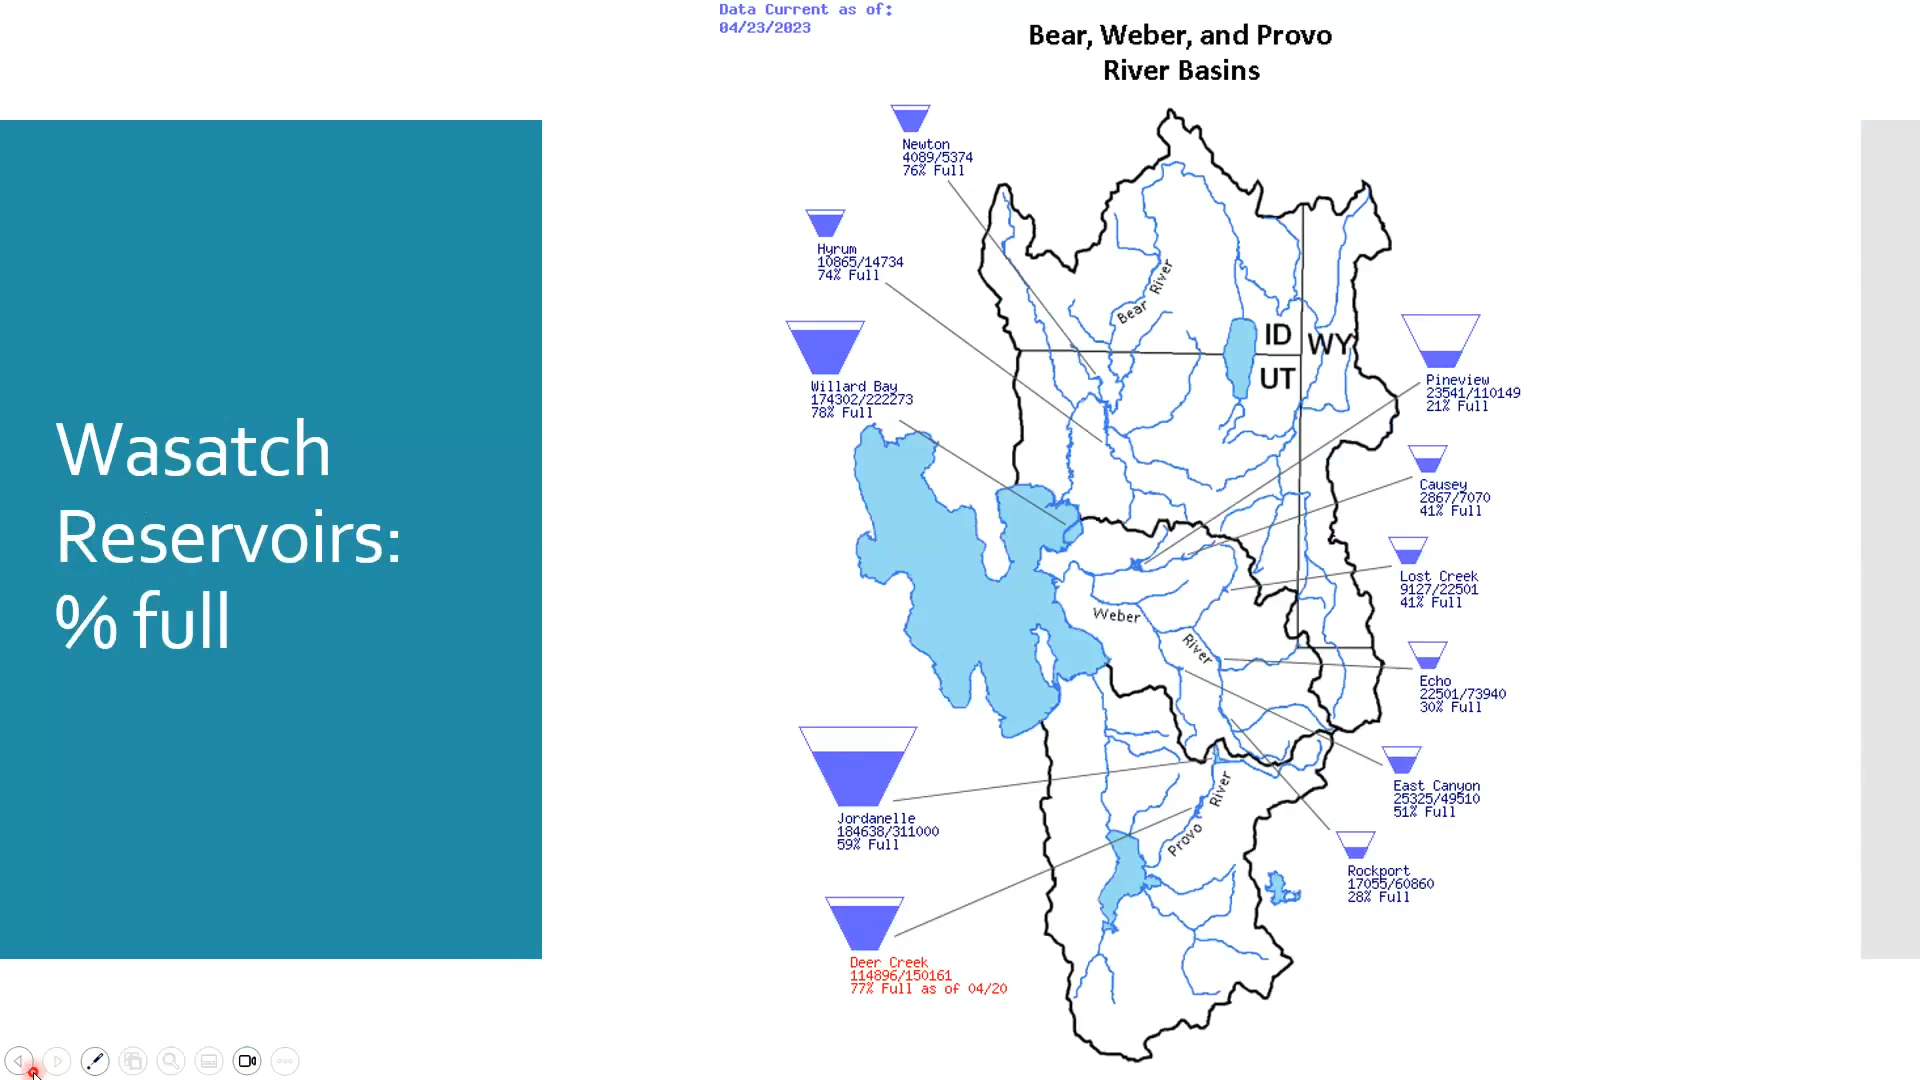 Data Current as of:
04/23/2023
Bear, Weber, and Provo
River Basins
Wasatch
Reservoirs:
% full
Newton
4089/5374
76% Full
Hyrum
10865/14734
74% Full
Willard Bay
174302/222273
78% Full
Jordanelle
184638/311000
59% Full
Deer Creek
114896/150161
77% Full as of 04/20
Bear River
ID
WY
UT
Weber River
Provo River
Pineview
23541/110149
21% Full
Causey
2867/7070
41% Full
Lost Creek
9127/22501
41% Full
Echo
22501/73940
30% Full
East Canyon
25325/49510
51% Full
Rockport
17055/60860
28% Full